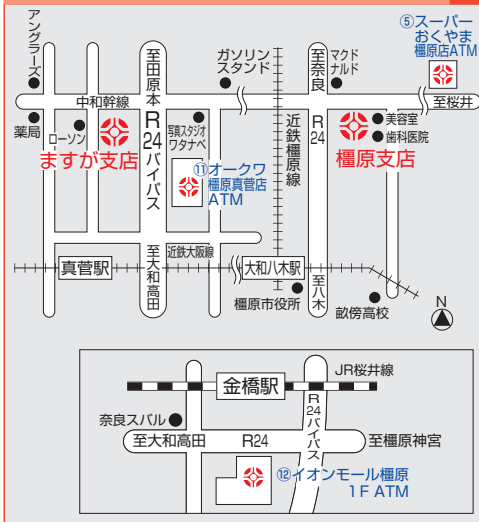 アングラーズ
至田原本
ガソリン
スタンド
至奈良
マクド
ナルド
⑤スーパー
おくやま
橿原店ATM
中和幹線
至桜井
薬局
ローソン
ますが支店
R24バイパス
写真スタジオ
ワタナベ
⑪オークワ
橿原真菅店
ATM
近鉄橿原線
R24
橿原支店
美容室
歯科医院
真菅駅
至大和高田
近鉄大阪線
大和八木駅
橿原市役所
至八木
畝傍高校
N
金橋駅
JR桜井線
R24バイパス
奈良スバル
至大和高田
R24
至橿原神宮
⑫イオンモール橿原
1F ATM